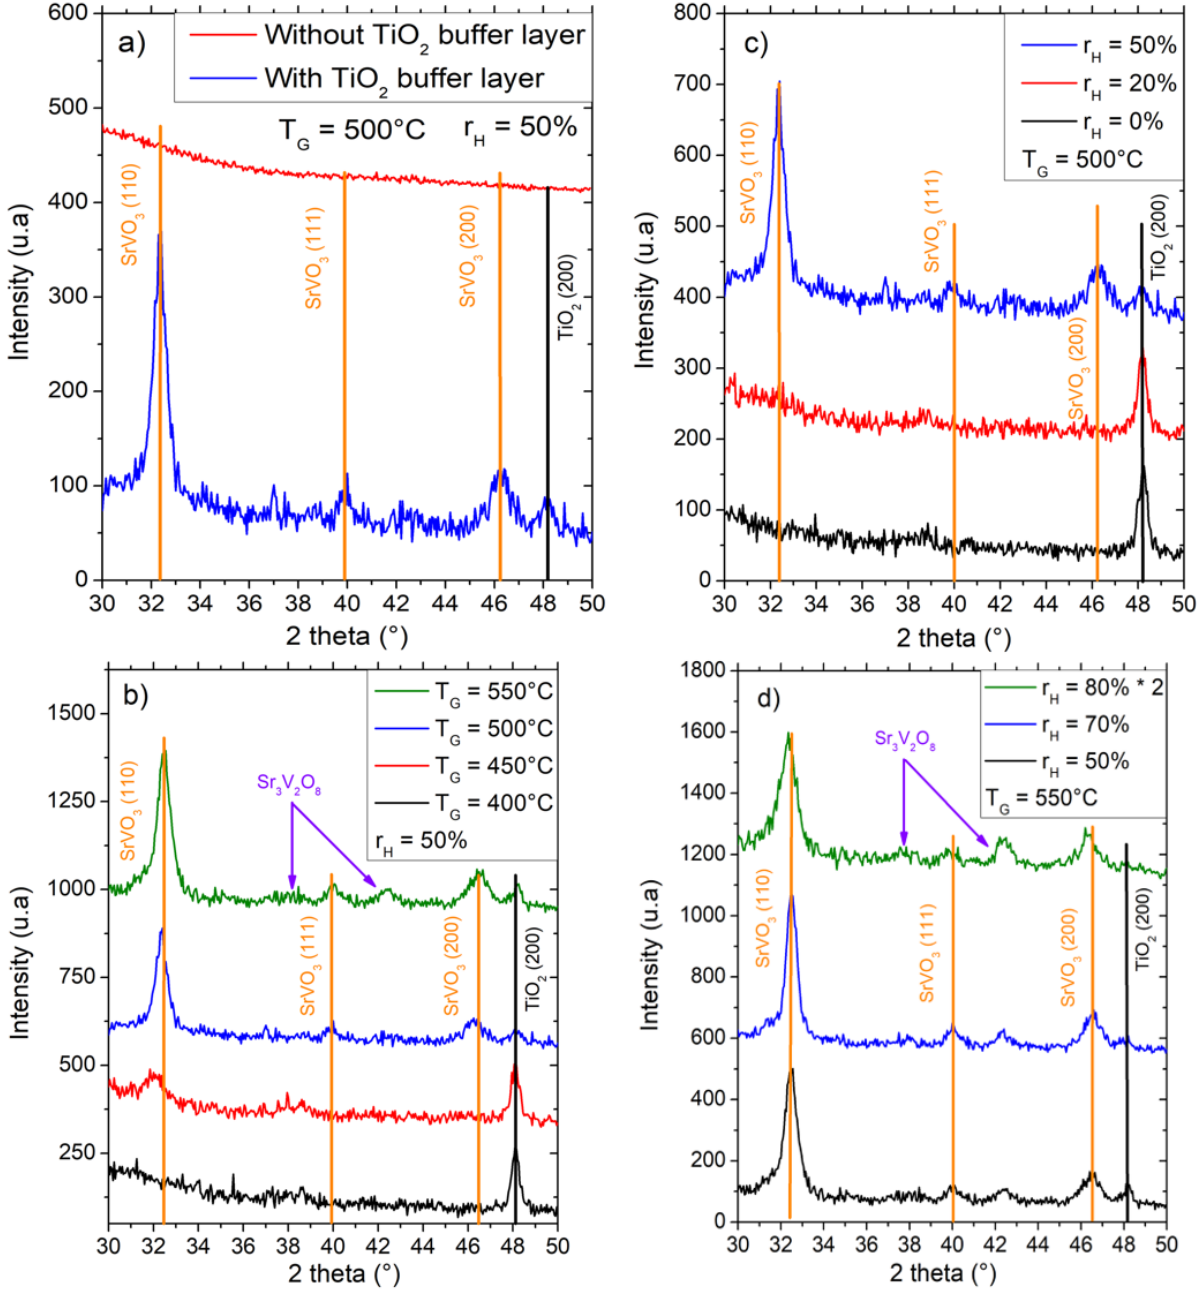 a)
Without TiO2 buffer layer
With TiO2 buffer layer
TG = 500°C rH = 50%
SrVO3 (110)
SrVO3 (111)
SrVO3 (200)
TiO2 (200)
Intensity (u.a)
600
500
400
300
200
100
0
30 32 34 36 38 40 42 44 46 48 50
2 theta (°)
c)
rH = 50%
rH = 20%
rH = 0%
TG = 500°C
SrVO3 (110)
SrVO3 (111)
SrVO3 (200)
TiO2 (200)
Intensity (u.a)
800
700
600
500
400
300
200
100
0
30 32 34 36 38 40 42 44 46 48 50
2 theta (°)
b)
TG = 550°C
TG = 500°C
TG = 450°C
TG = 400°C
rH = 50%
Sr3V2O8
SrVO3 (110)
SrVO3 (111)
SrVO3 (200)
TiO2 (200)
Intensity (u.a)
1500
1250
1000
750
500
250
30 32 34 36 38 40 42 44 46 48 50
2 theta (°)
d)
rH = 80% * 2
rH = 70%
rH = 50%
TG = 550°C
Sr3V2O8
SrVO3 (110)
SrVO3 (111)
SrVO3 (200)
TiO2 (200)
Intensity (u.a)
1800
1600
1400
1200
1000
800
600
400
200
0
30 32 34 36 38 40 42 44 46 48 50
2 theta (°)